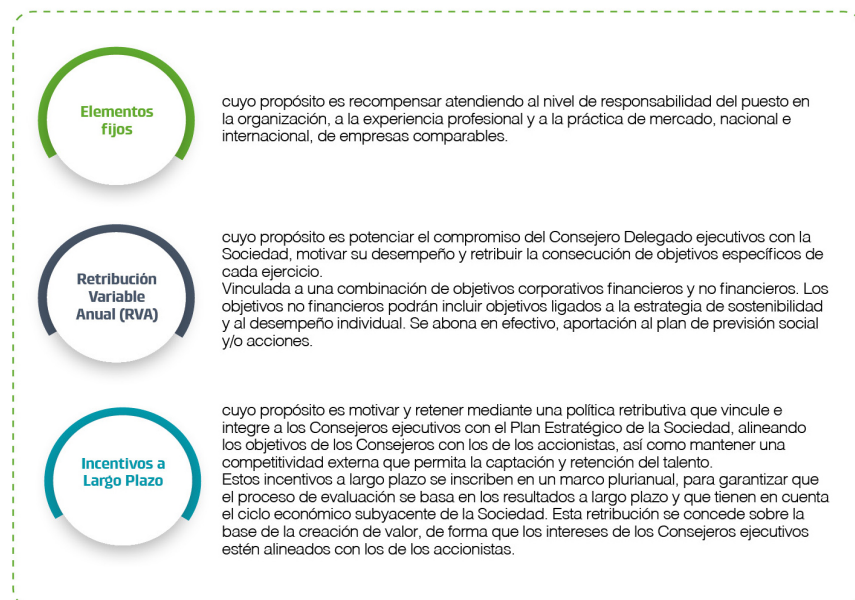 Elementos
fijos
cuyo propósito es recompensar atendiendo al nivel de responsabilidad del puesto en
la organización, a la experiencia profesional y a la práctica de mercado, nacional e
internacional, de empresas comparables.
Retribución
Variable
Anual (RVA)
cuyo propósito es potenciar el compromiso del Consejero Delegado ejecutivos con la
Sociedad, motivar su desempeño y retribuir la consecución de objetivos específicos de
cada ejercicio.
Vinculada a una combinación de objetivos corporativos financieros y no financieros. Los
objetivos no financieros podrán incluir objetivos ligados a la estrategia de sostenibilidad
y al desempeño individual. Se abona en efectivo, aportación al plan de previsión social
y/o acciones.
Incentivos a
Largo Plazo
cuyo propósito es motivar y retener mediante una política retributiva que vincule e
integre a los Consejeros ejecutivos con el Plan Estratégico de la Sociedad, alineando
los objetivos de los Consejeros con los de los accionistas, así como mantener una
competitividad externa que permita la captación y retención del talento.
Estos incentivos a largo plazo se inscriben en un marco plurianual, para garantizar que
el proceso de evaluación se basa en los resultados a largo plazo y que tienen en cuenta
el ciclo económico subyacente de la Sociedad. Esta retribución se concede sobre la
base de la creación de valor, de forma que los intereses de los Consejeros ejecutivos
estén alineados con los de los accionistas.